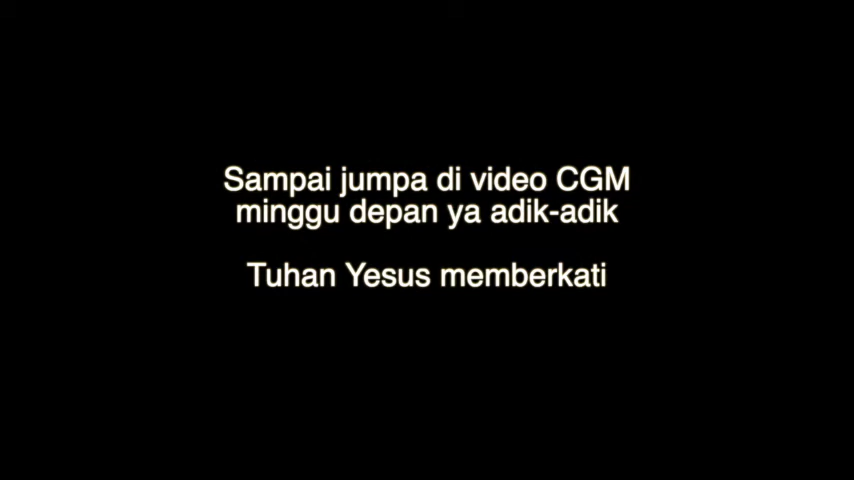 Sampai jumpa di video CGM
minggu depan ya adik-adik
Tuhan Yesus memberkati